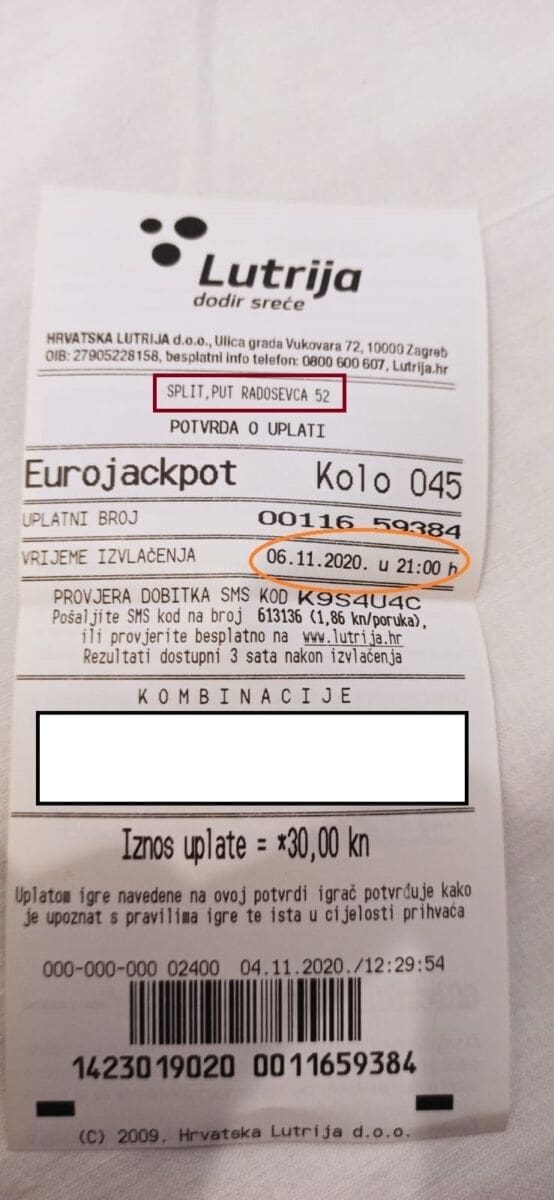 Lutrija
dodir sreće
HRVATSKA LUTRIJA d.o.o., Ulica grada Vukovara 72, 10000 Zagreb
OIB: 27905228158, besplatni info telefon: 0800 600 607, Lutrija.hr
SPLIT,PUT RADOSEVCA 52
POTVRDA O UPLATI
Eurojackpot Kolo 045
UPLATNI BROJ 00116 59384
VRIJEME IZVLAČENJA 06.11.2020. u 21:00 h
PROVJERA DOBITKA SMS KOD K9S4U4C
Pošaljite SMS kod na broj 613136 (1,86 kn/poruka),
ili provjerite besplatno na www.lutrija.hr
Rezultati dostupni 3 sata nakon izvlačenja
KOMBINACIJE
Iznos uplate = *30,00 kn
Uplatom igre navedene na ovoj potvrdi igrač potvrđuje kako
je upoznat s pravilima igre te ista u cijelosti prihvaća
000-000-000 02400 04.11.2020./12:29:54
1423019020 0011659384
(C) 2009. Hrvatska Lutrija d.o.o.